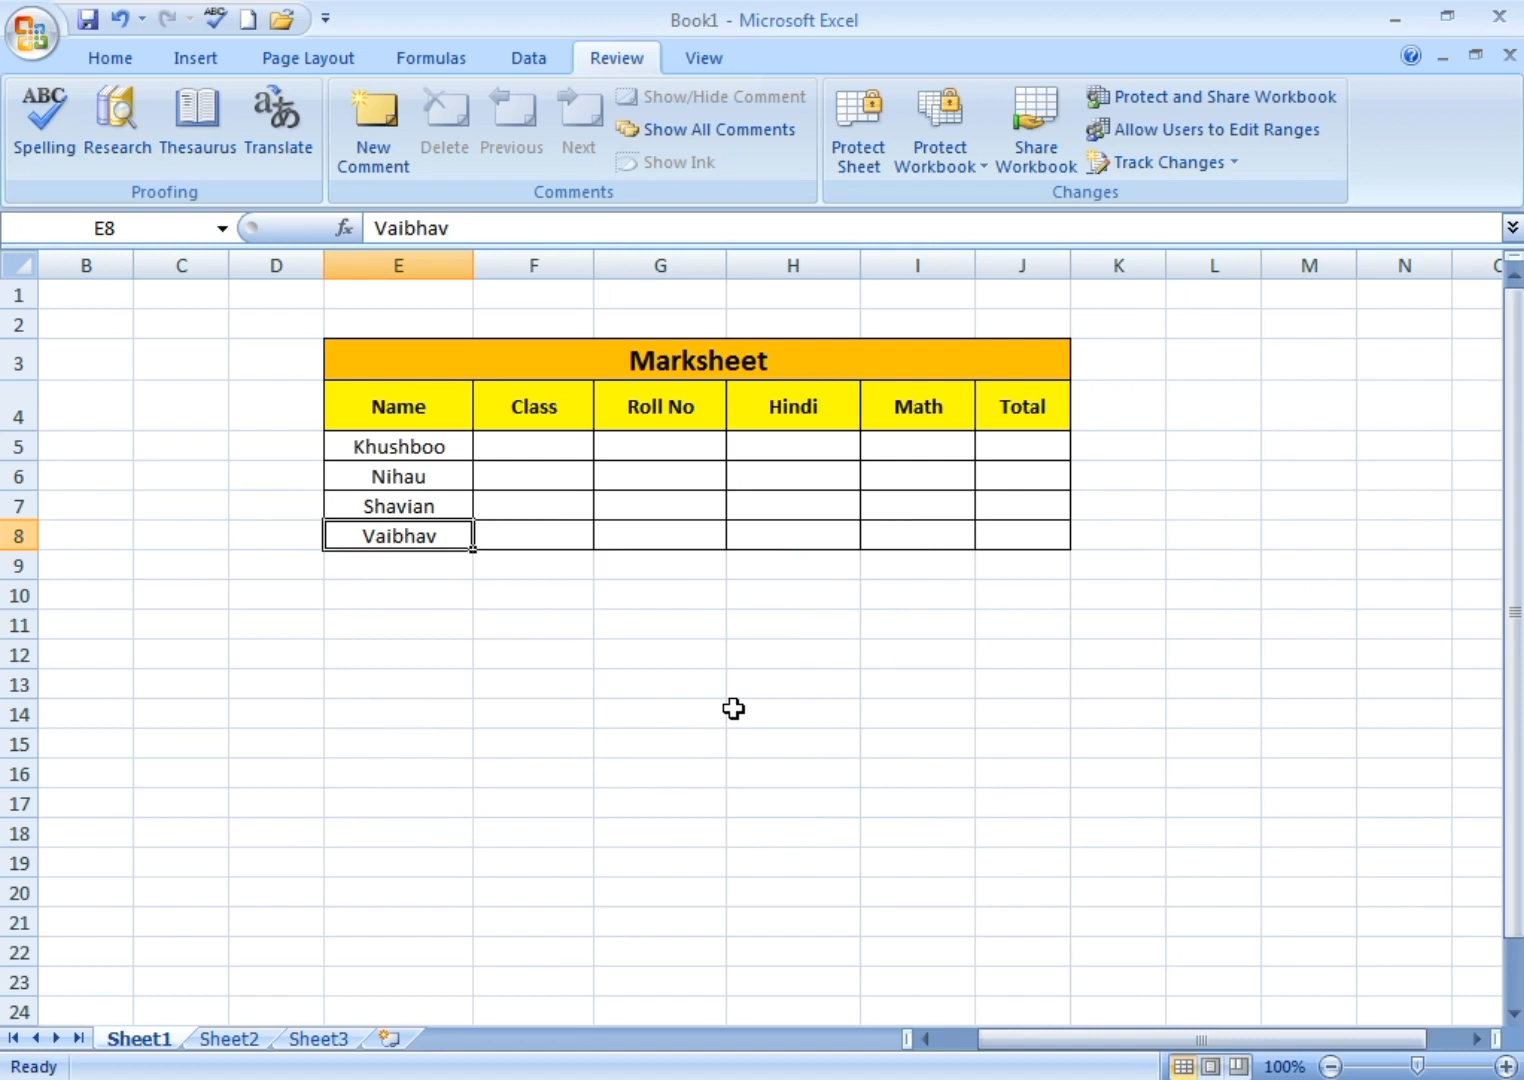 ABC
Book1 - Microsoft Excel
Home Insert Page Layout Formulas Data Review View
ABC
Spelling Research Thesaurus Translate
Proofing
New Comment Delete Previous Next
Show/Hide Comment
Show All Comments
Show Ink
Comments
Protect Sheet Protect Workbook Share Workbook
Protect and Share Workbook
Allow Users to Edit Ranges
Track Changes
Changes
E8 fx Vaibhav
B C D E F G H I J K L M N
1
2
3 Marksheet
4 Name Class Roll No Hindi Math Total
5 Khushboo
6 Nihau
7 Shavian
8 Vaibhav
9
10
11
12
13
14
15
16
17
18
19
20
21
22
23
24
Sheet1 Sheet2 Sheet3
Ready 100%